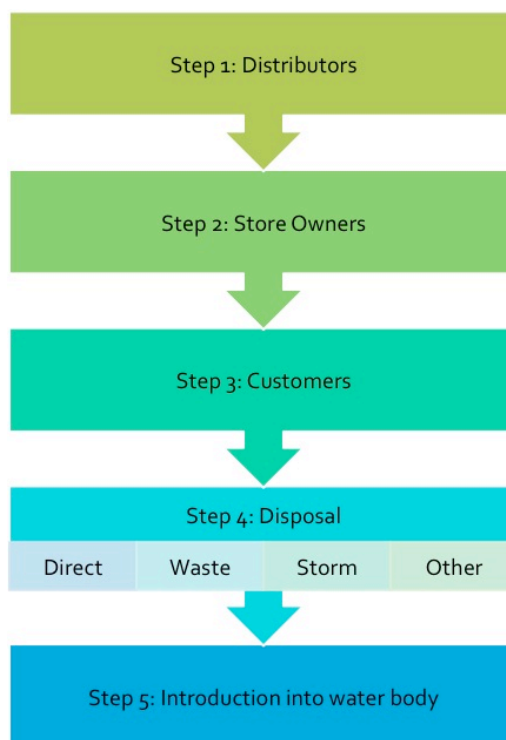 Step 1: Distributors
Step 2: Store Owners
Step 3: Customers
Step 4: Disposal
Direct Waste Storm Other
Step 5: Introduction into water body